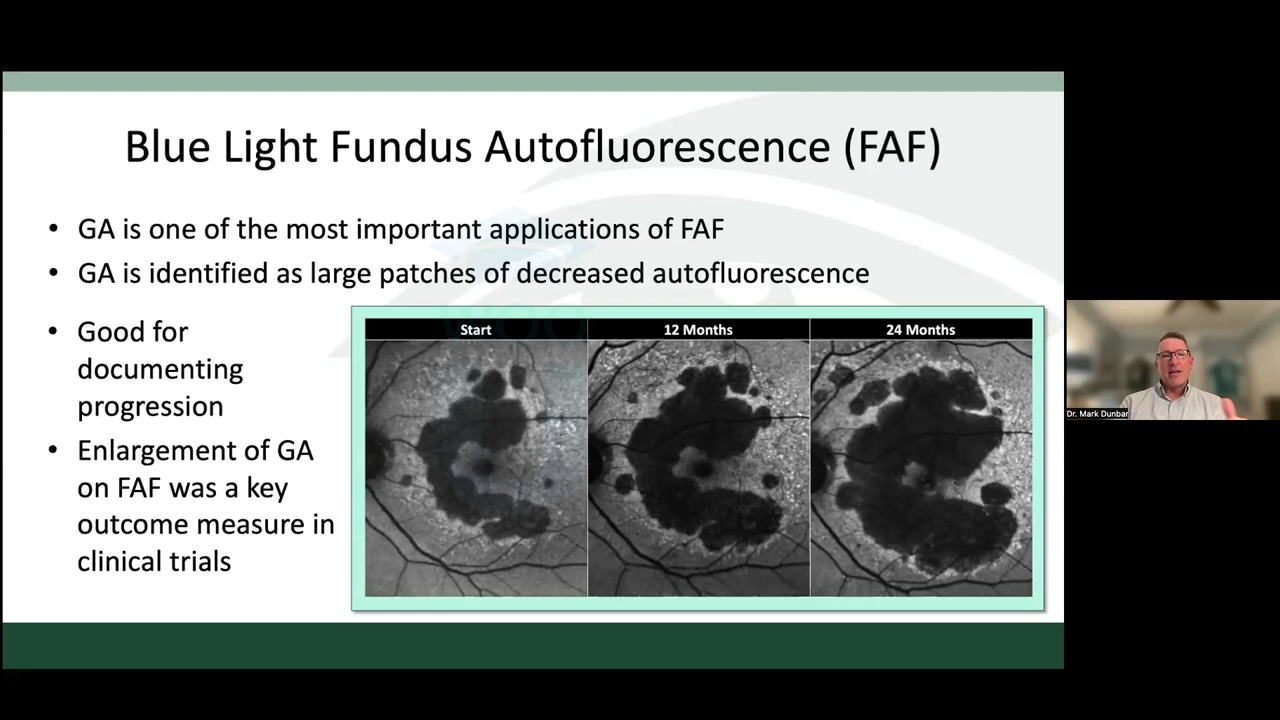 Blue Light Fundus Autofluorescence (FAF)
• GA is one of the most important applications of FAF
• GA is identified as large patches of decreased autofluorescence
• Good for
documenting
progression
• Enlargement of GA
on FAF was a key
outcome measure in
clinical trials
Start
12 Months
24 Months
Dr. Mark Dunbar